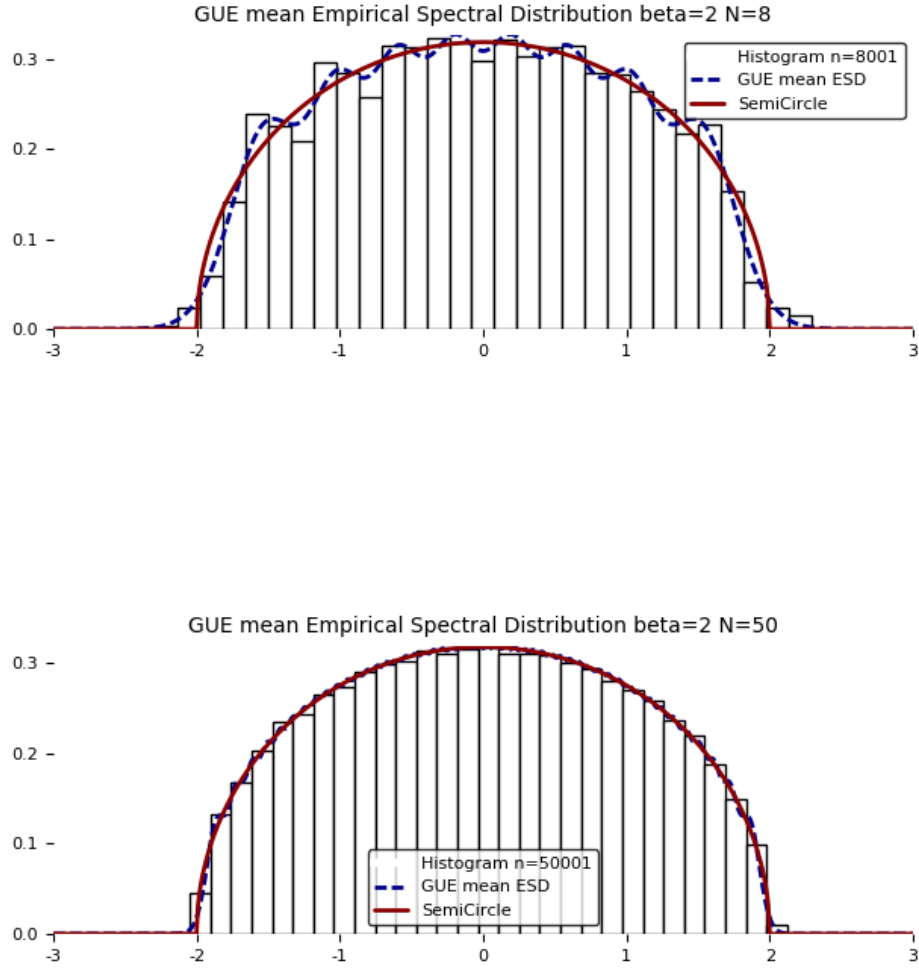 GUE mean Empirical Spectral Distribution beta=2 N=8
0.3
0.2
0.1
0.0
Histogram n=8001
GUE mean ESD
SemiCircle
-3 -2 -1 0 1 2 3
GUE mean Empirical Spectral Distribution beta=2 N=50
0.3
0.2
0.1
0.0
Histogram n=50001
GUE mean ESD
SemiCircle
-3 -2 -1 0 1 2 3